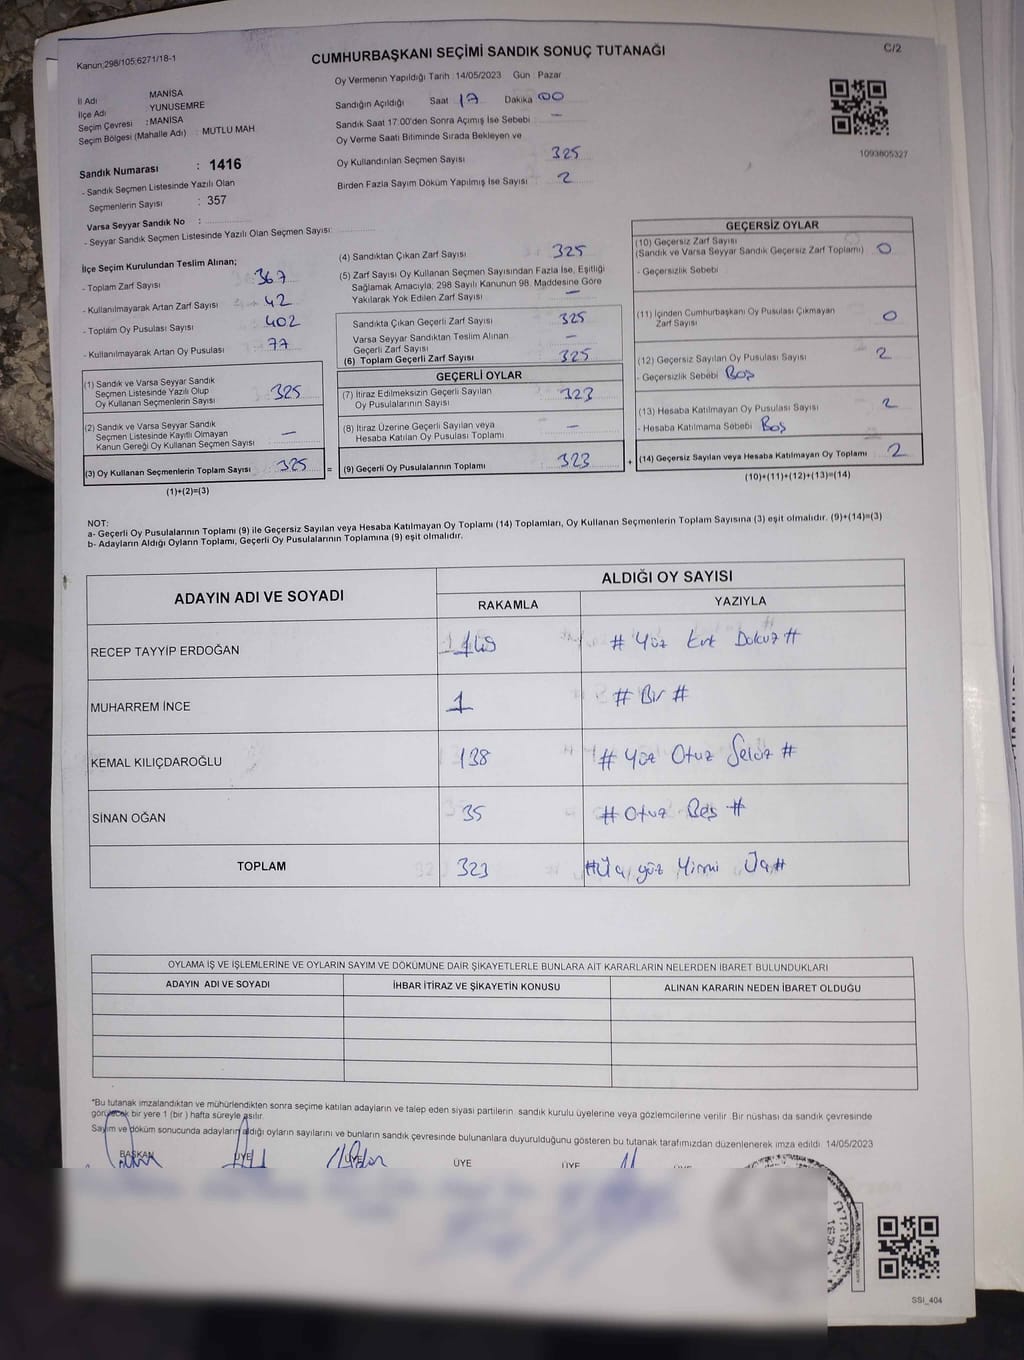 Kanun;298/105;6271/18-1
CUMHURBAŞKANI SEÇİMİ SANDIK SONUÇ TUTANAĞI
C/2
İl Adı MANİSA
İlçe Adı YUNUSEMRE
Seçim Çevresi : MANİSA
Seçim Bölgesi (Mahalle Adı) : MUTLU MAH
Sandık Numarası : 1416
- Sandık Seçmen Listesinde Yazılı Olan
Seçmenlerin Sayısı : 357
Varsa Seyyar Sandık No :
- Seyyar Sandık Seçmen Listesinde Yazılı Olan Seçmen Sayısı:
Oy Vermenin Yapıldığı Tarih : 14/05/2023 Gün : Pazar
Sandığın Açıldığı Saat 17 Dakika 00
Sandık Saat 17:00'den Sonra Açımış İse Sebebi : —
Oy Verme Saati Bitiminde Sırada Bekleyen ve
Oy Kullandırılan Seçmen Sayısı 325
Birden Fazla Sayım Döküm Yapılmış İse Sayısı : 2
1093805327
İlçe Seçim Kurulundan Teslim Alınan;
- Toplam Zarf Sayısı : 367
- Kullanılmayarak Artan Zarf Sayısı : 42
- Toplam Oy Pusulası Sayısı : 402
- Kullanılmayarak Artan Oy Pusulası : 77
(1) Sandık ve Varsa Seyyar Sandık
Seçmen Listesinde Yazılı Olup
Oy Kullanan Seçmenlerin Sayısı : 325
(2) Sandık ve Varsa Seyyar Sandık
Seçmen Listesinde Kayıtlı Olmayan
Kanun Gereği Oy Kullanan Seçmen Sayısı : —
(3) Oy Kullanan Seçmenlerin Toplam Sayısı : 325
(1)+(2)=(3)
(4) Sandıktan Çıkan Zarf Sayısı : 325
(5) Zarf Sayısı Oy Kullanan Seçmen Sayısından Fazla İse, Eşitliği
Sağlamak Amacıyla; 298 Sayılı Kanunun 98. Maddesine Göre
Yakılarak Yok Edilen Zarf Sayısı : —
Sandıkta Çıkan Geçerli Zarf Sayısı : 325
Varsa Seyyar Sandıktan Teslim Alınan
Geçerli Zarf Sayısı : —
(6) Toplam Geçerli Zarf Sayısı : 325
GEÇERLİ OYLAR
(7) İtiraz Edilmeksizin Geçerli Sayılan
Oy Pusulalarının Sayısı : 323
(8) İtiraz Üzerine Geçerli Sayılan veya
Hesaba Katılan Oy Pusulası Toplamı : —
= (9) Geçerli Oy Pusulalarının Toplamı : 323 +
GEÇERSİZ OYLAR
(10) Geçersiz Zarf Sayısı
(Sandık ve Varsa Seyyar Sandık Geçersiz Zarf Toplamı) : 0
- Geçersizlik Sebebi
(11) İçinden Cumhurbaşkanı Oy Pusulası Çıkmayan
Zarf Sayısı : 0
(12) Geçersiz Sayılan Oy Pusulası Sayısı : 2
- Geçersizlik Sebebi Boş
(13) Hesaba Katılmayan Oy Pusulası Sayısı : 2
- Hesaba Katılmama Sebebi Boş
(14) Geçersiz Sayılan veya Hesaba Katılmayan Oy Toplamı : 2
(10)+(11)+(12)+(13)=(14)
NOT:
a- Geçerli Oy Pusulalarının Toplamı (9) ile Geçersiz Sayılan veya Hesaba Katılmayan Oy Toplamı (14) Toplamları, Oy Kullanan Seçmenlerin Toplam Sayısına (3) eşit olmalıdır. (9)+(14)=(3)
b- Adayların Aldığı Oyların Toplamı, Geçerli Oy Pusulalarının Toplamına (9) eşit olmalıdır.
ADAYIN ADI VE SOYADI
ALDIĞI OY SAYISI
RAKAMLA YAZIYLA
RECEP TAYYİP ERDOĞAN 149 # Yüz Kırk Dokuz #
MUHARREM İNCE 1 # Bir #
KEMAL KILIÇDAROĞLU 138 # Yüz Otuz Sekiz #
SİNAN OĞAN 35 # Otuz Beş #
TOPLAM 323 # Üç yüz Yirmi Üç #
OYLAMA İŞ VE İŞLEMLERİNE VE OYLARIN SAYIM VE DÖKÜMÜNE DAİR ŞİKAYETLERLE BUNLARA AİT KARARLARIN NELERDEN İBARET BULUNDUKLARI
ADAYIN ADI VE SOYADI İHBAR İTİRAZ VE ŞİKAYETİN KONUSU ALINAN KARARIN NEDEN İBARET OLDUĞU
"Bu tutanak imzalandıktan ve mühürlendikten sonra seçime katılan adayların ve talep eden siyasi partilerin, sandık kurulu üyelerine veya gözlemcilerine verilir. Bir nüshası da sandık çevresinde
görülecek bir yere 1 (bir ) hafta süreyle asılır.
Sayım ve döküm sonucunda adayların aldığı oyların sayılarını ve bunların sandık çevresinde bulunanlara duyurulduğunu gösteren bu tutanak tarafımızdan düzenlenerek imza edildi. 14/05/2023
BAŞKAN ÜYE ÜYE ÜYE ÜYE ÜYE
SSI_404